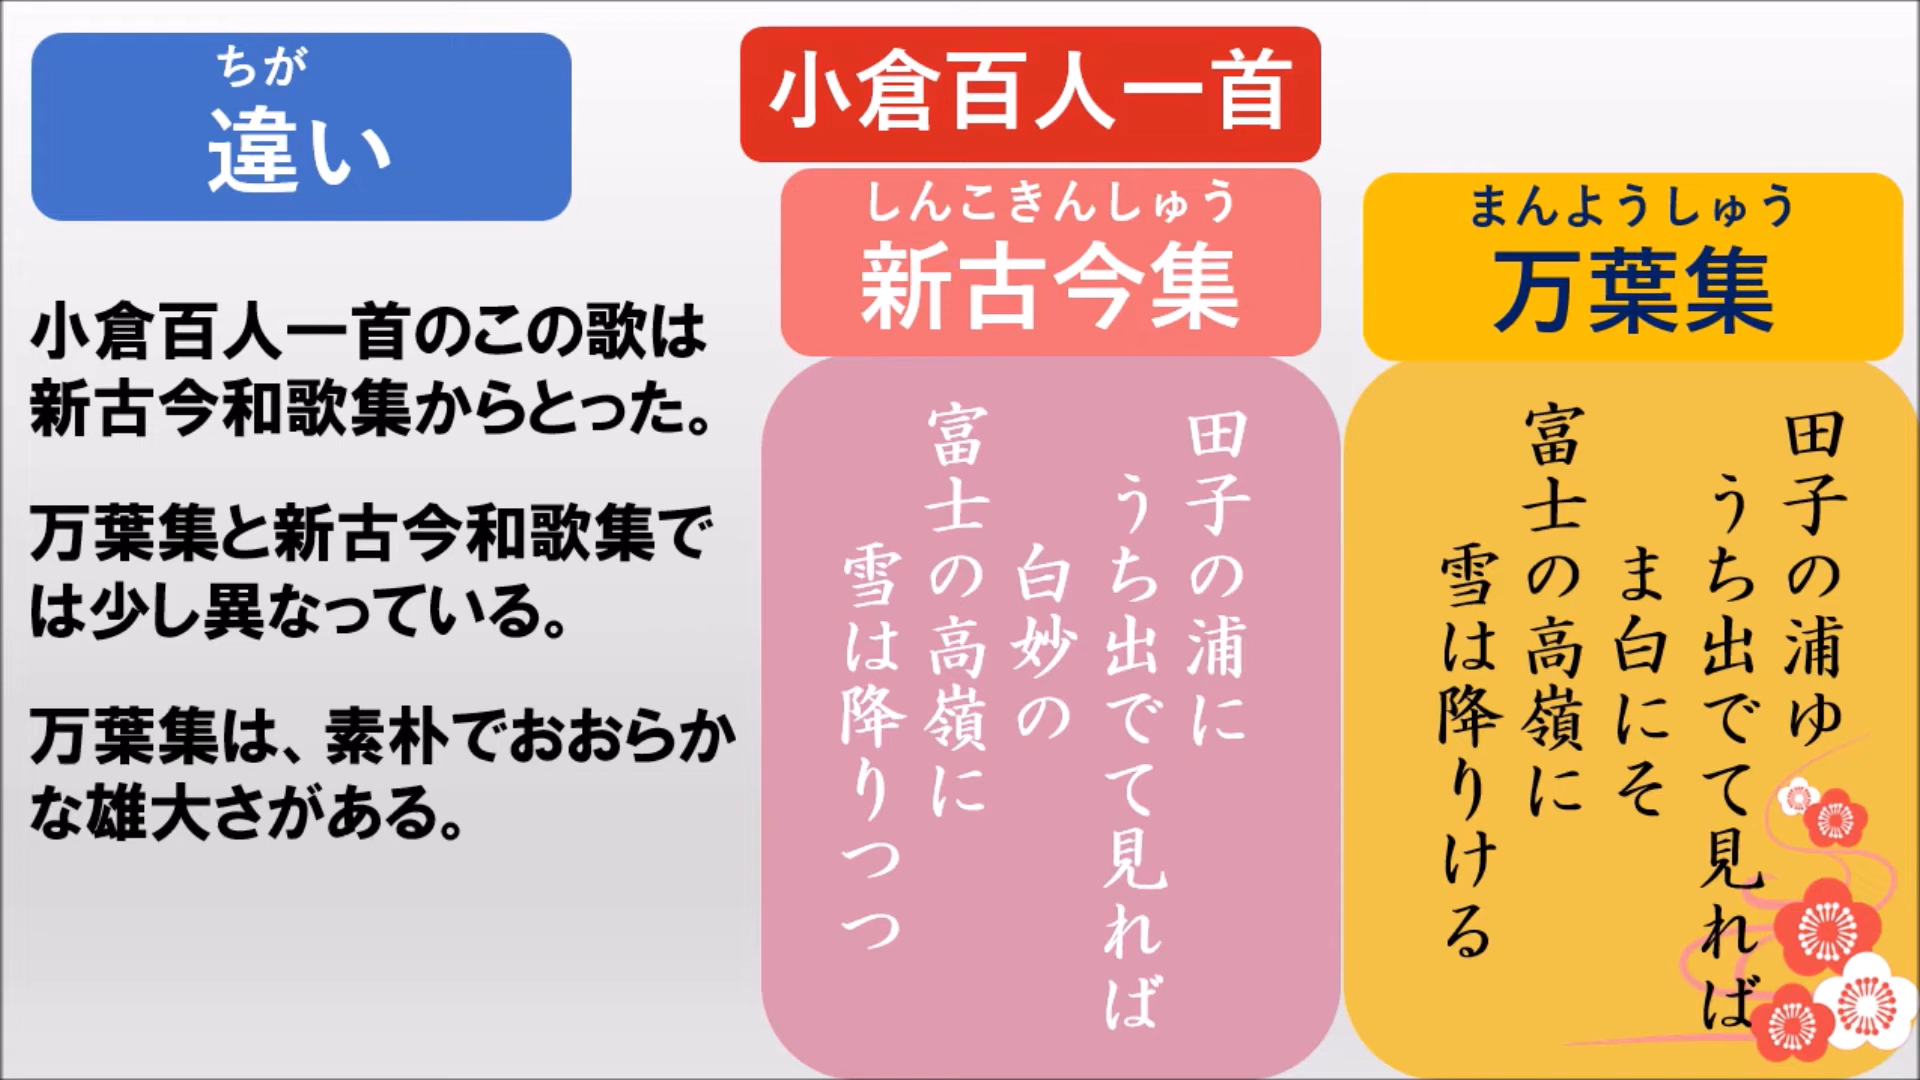 ちが
違い
小倉百人一首のこの歌は
新古今和歌集からとった。
万葉集と新古今和歌集で
は少し異なっている。
万葉集は、素朴でおおらか
な雄大さがある。
小倉百人一首
しんこきんしゅう
新古今集
田子の浦に
うち出でて見れば
白妙の
富士の高嶺に
雪は降りつつ
まんようしゅう
万葉集
田子の浦ゆ
うち出でて見れば
ま白にそ
富士の高嶺に
雪は降りける